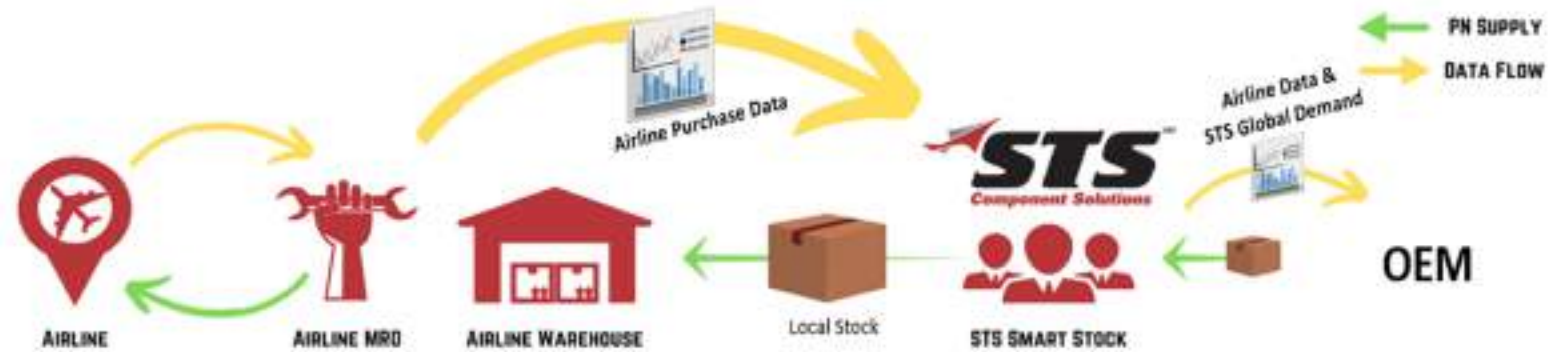 PN SUPPLY
DATA FLOW
Airline Purchase Data
Airline Data &
STS Global Demand
STS
Component Solutions
OEM
Local Stock
AIRLINE
AIRLINE MRO
AIRLINE WAREHOUSE
STS SMART STOCK